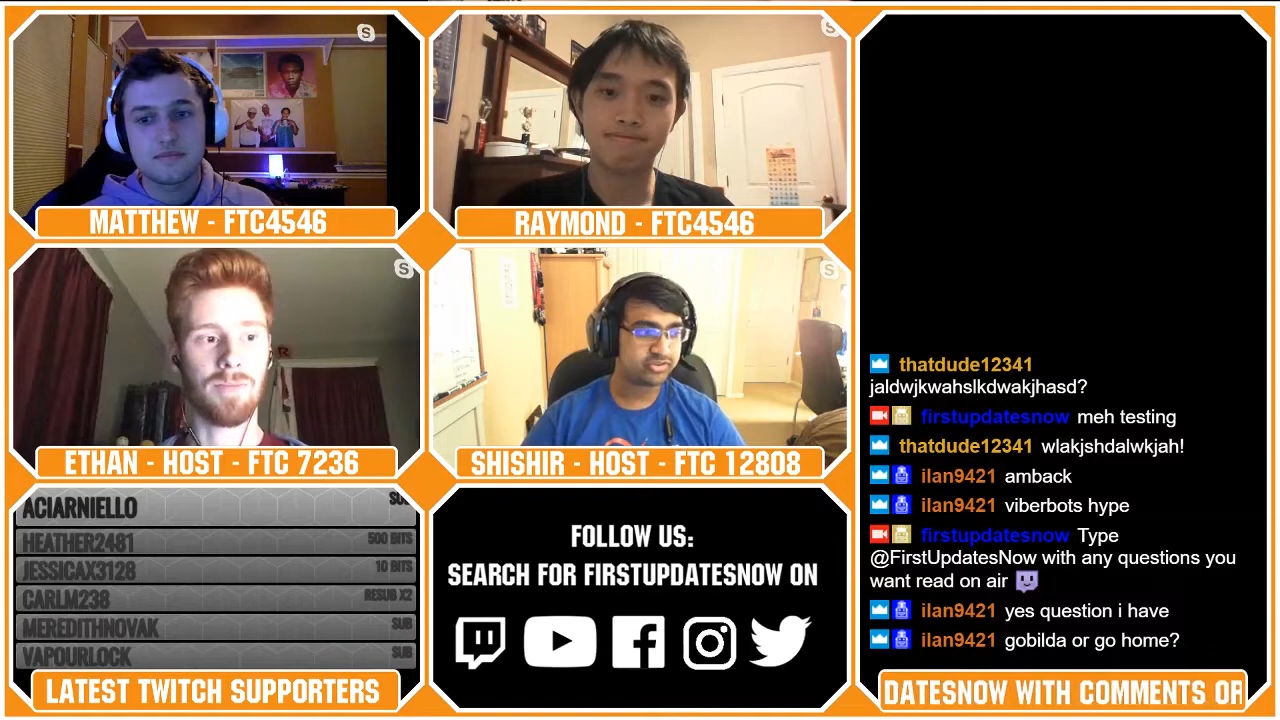 MATTHEW - FTC4546
RAYMOND - FTC4546
ETHAN - HOST - FTC 7236
SHISHIR - HOST - FTC 12808
ACIARNIELLO
HEATHER2481 500 BITS
JESSICAX3128 10 BITS
CARLM238 RESUB X2
MEREDITHNOVAK SUB
VAPOURLOCK SUB
LATEST TWITCH SUPPORTERS
FOLLOW US:
SEARCH FOR FIRSTUPDATESNOW ON
thatdude12341
jaldwjkwahslkdwakjhasd?
firstupdatesnow meh testing
thatdude12341 wlakjshdalwkjah!
ilan9421 amback
ilan9421 viberbots hype
firstupdatesnow Type
@FirstUpdatesNow with any questions you
want read on air
ilan9421 yes question i have
ilan9421 gobilda or go home?
DATESNOW WITH COMMENTS OR